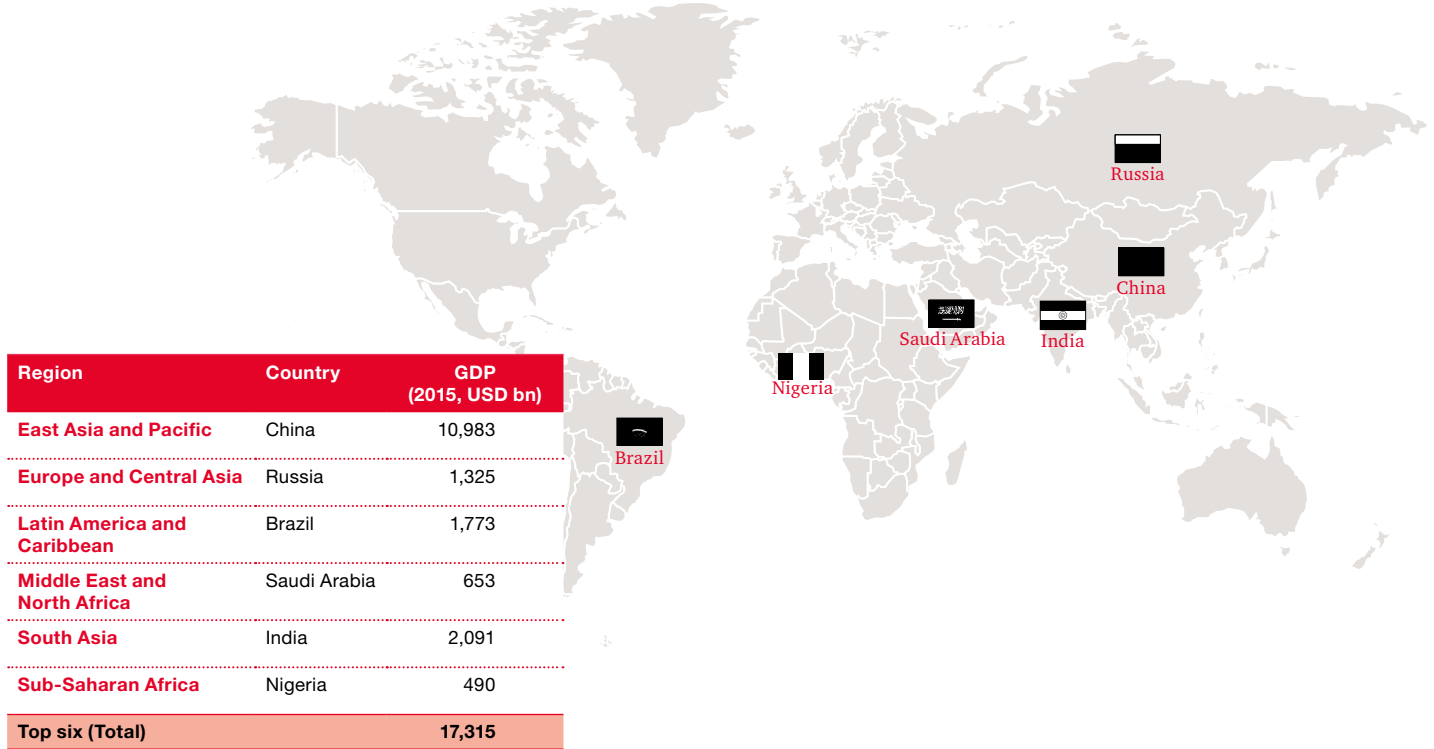 Russia
China
Saudi Arabia
India
Nigeria
Brazil
Region Country GDP
(2015, USD bn)
East Asia and Pacific China 10,983
Europe and Central Asia Russia 1,325
Latin America and Brazil 1,773
Caribbean
Middle East and Saudi Arabia 653
North Africa
South Asia India 2,091
Sub-Saharan Africa Nigeria 490
Top six (Total) 17,315